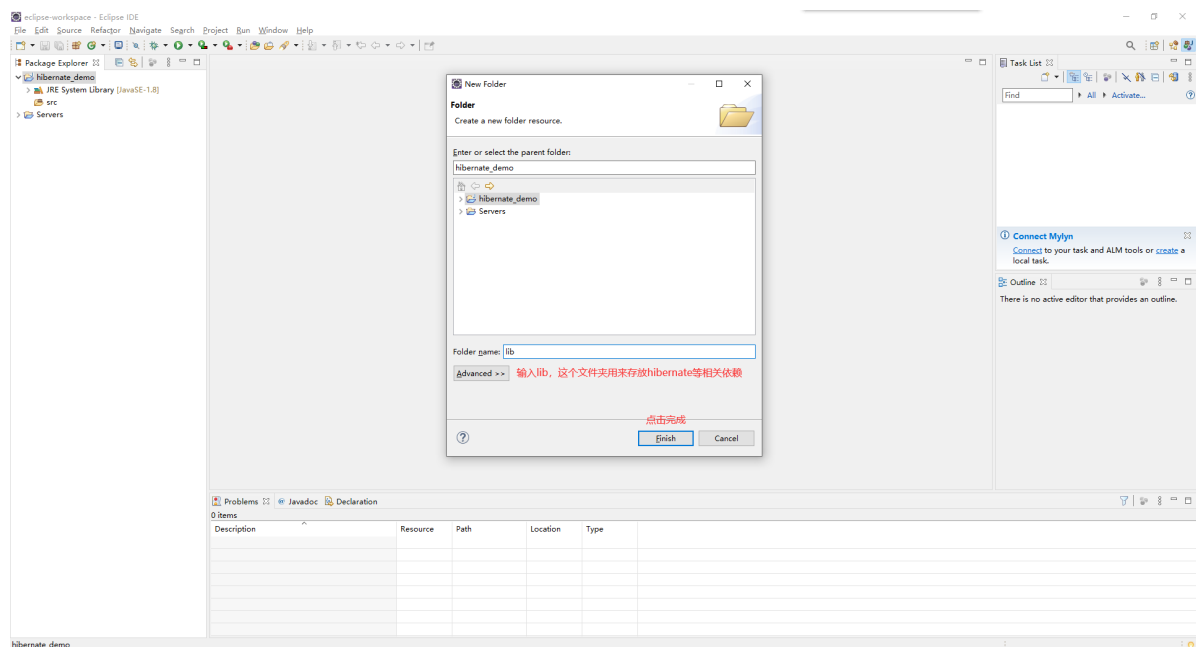 eclipse-workspace - Eclipse IDE
File Edit Source Refactor Navigate Search Project Run Window Help
Package Explorer
hibernate_demo
JRE System Library [JavaSE-1.8]
src
Servers
New Folder
Folder
Create a new folder resource.
Enter or select the parent folder:
hibernate_demo
hibernate_demo
Servers
Folder name: lib
Advanced >> 输入lib，这个文件夹用来存放hibernate等相关依赖
点击完成
Finish Cancel
Task List
Find All Activate...
Connect Mylyn
Connect to your task and ALM tools or create a
local task.
Outline
There is no active editor that provides an outline.
Problems Javadoc Declaration
0 items
Description Resource Path Location Type
hibernate_demo